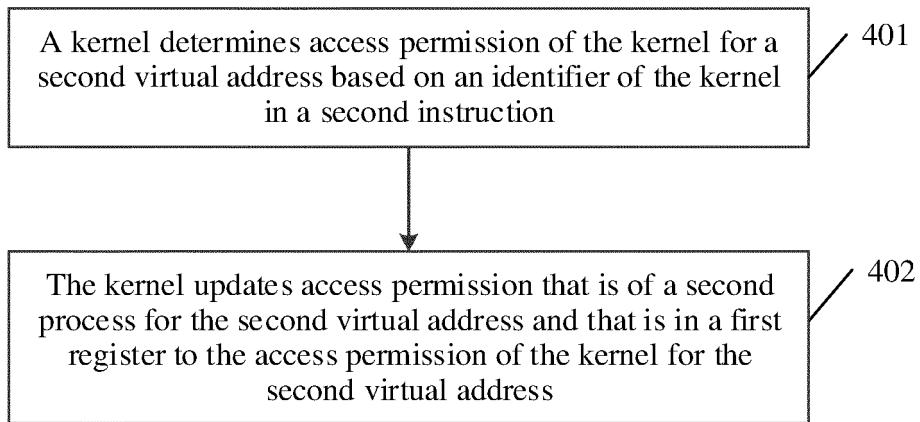 A kernel determines access permission of the kernel for a
second virtual address based on an identifier of the kernel
in a second instruction
401
The kernel updates access permission that is of a second
process for the second virtual address and that is in a first
register to the access permission of the kernel for the
second virtual address
402